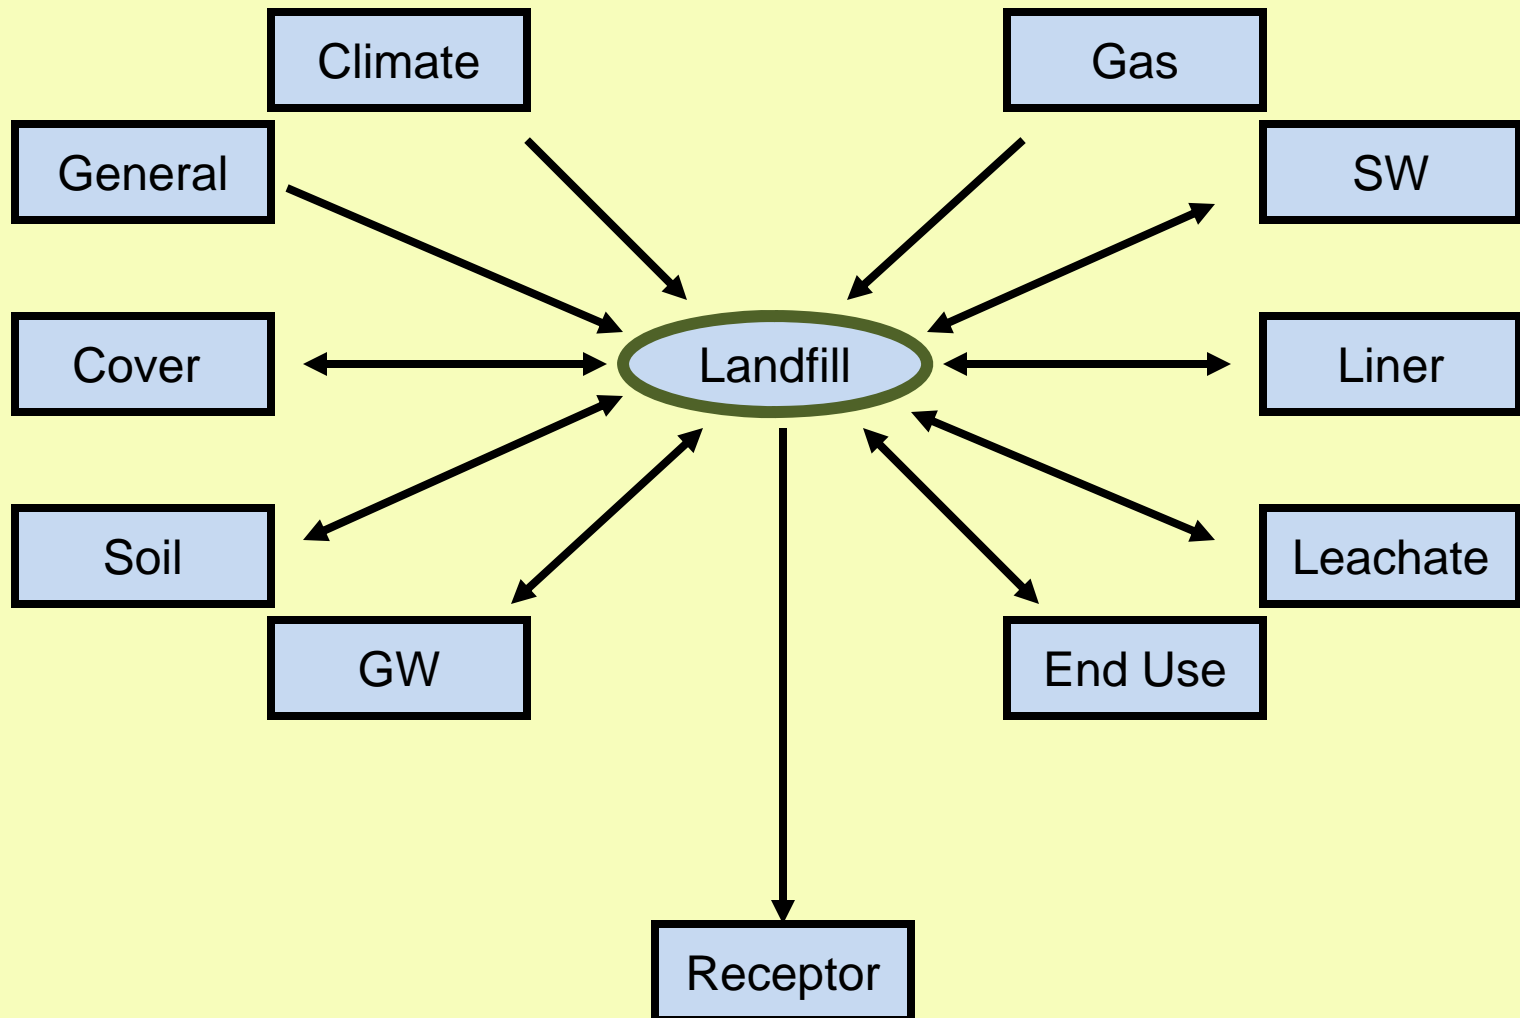 Climate
Gas
General
SW
Cover
Landfill
Liner
Soil
Leachate
GW
End Use
Receptor